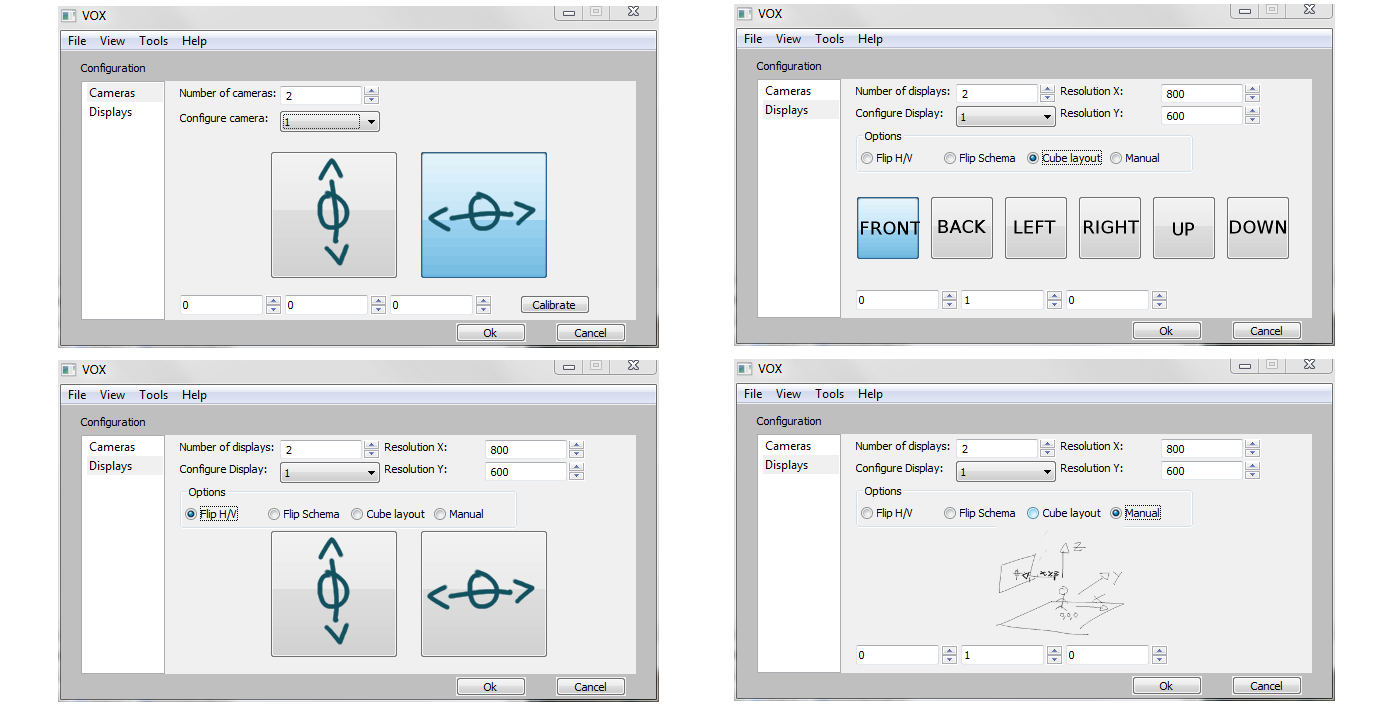 VOX
File View Tools Help
Configuration
Cameras
Displays
Number of cameras: 2
Configure camera: 1
0 0 0 Calibrate
Ok Cancel
VOX
File View Tools Help
Configuration
Cameras
Displays
Number of displays: 2 Resolution X: 800
Configure Display: 1 Resolution Y: 600
Options
Flip H/V Flip Schema Cube layout Manual
FRONT BACK LEFT RIGHT UP DOWN
0 1 0
Ok Cancel
VOX
File View Tools Help
Configuration
Cameras
Displays
Number of displays: 2 Resolution X: 800
Configure Display: 1 Resolution Y: 600
Options
Flip H/V Flip Schema Cube layout Manual
Ok Cancel
VOX
File View Tools Help
Configuration
Cameras
Displays
Number of displays: 2 Resolution X: 800
Configure Display: 1 Resolution Y: 600
Options
Flip H/V Flip Schema Cube layout Manual
Z
Y
X
0,0,0
0 1 0
Ok Cancel